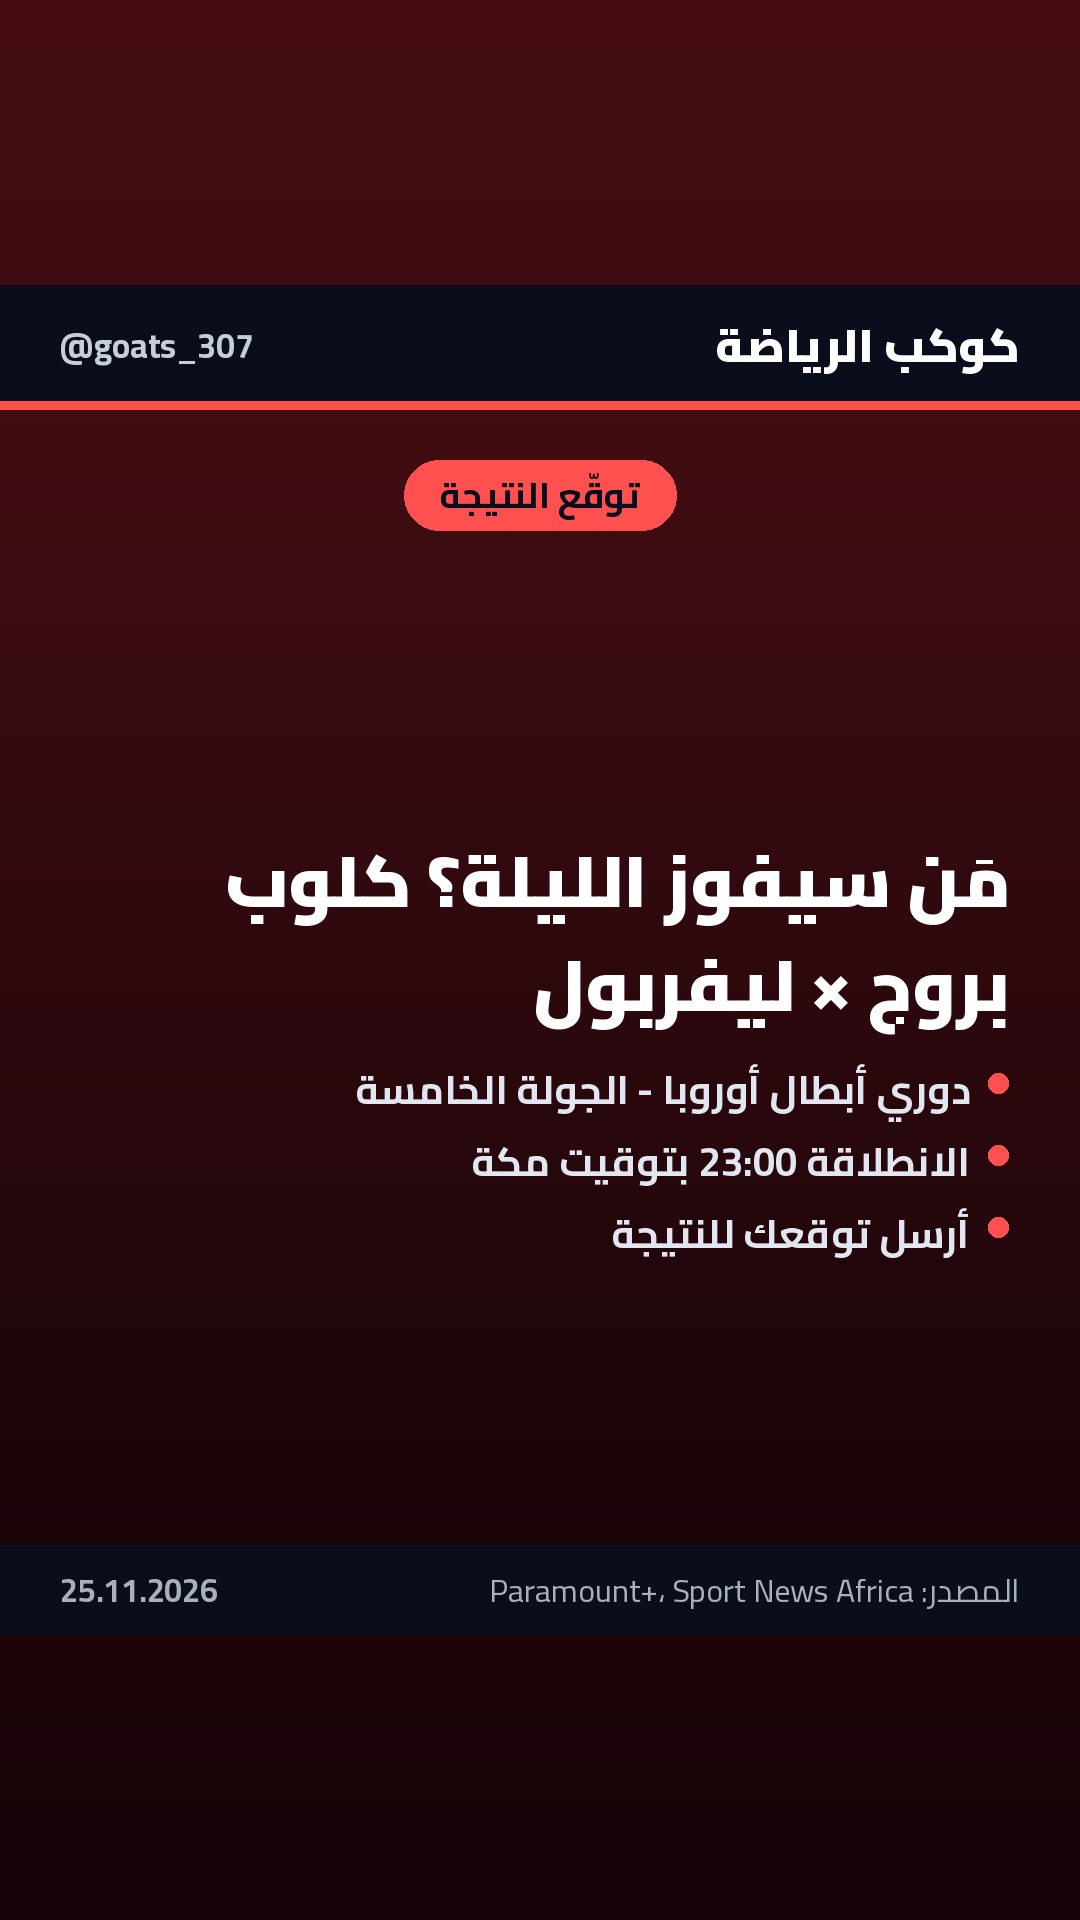 كوكب الرياضة
@goats_307
توقّع النتيجة
مَن سيفوز الليلة؟ كلوب
بروج × ليفربول
دوري أبطال أوروبا - الجولة الخامسة
الانطلاقة 23:00 بتوقيت مكة
أرسل توقعك للنتيجة
المصدر: Paramount+، Sport News Africa
25.11.2026